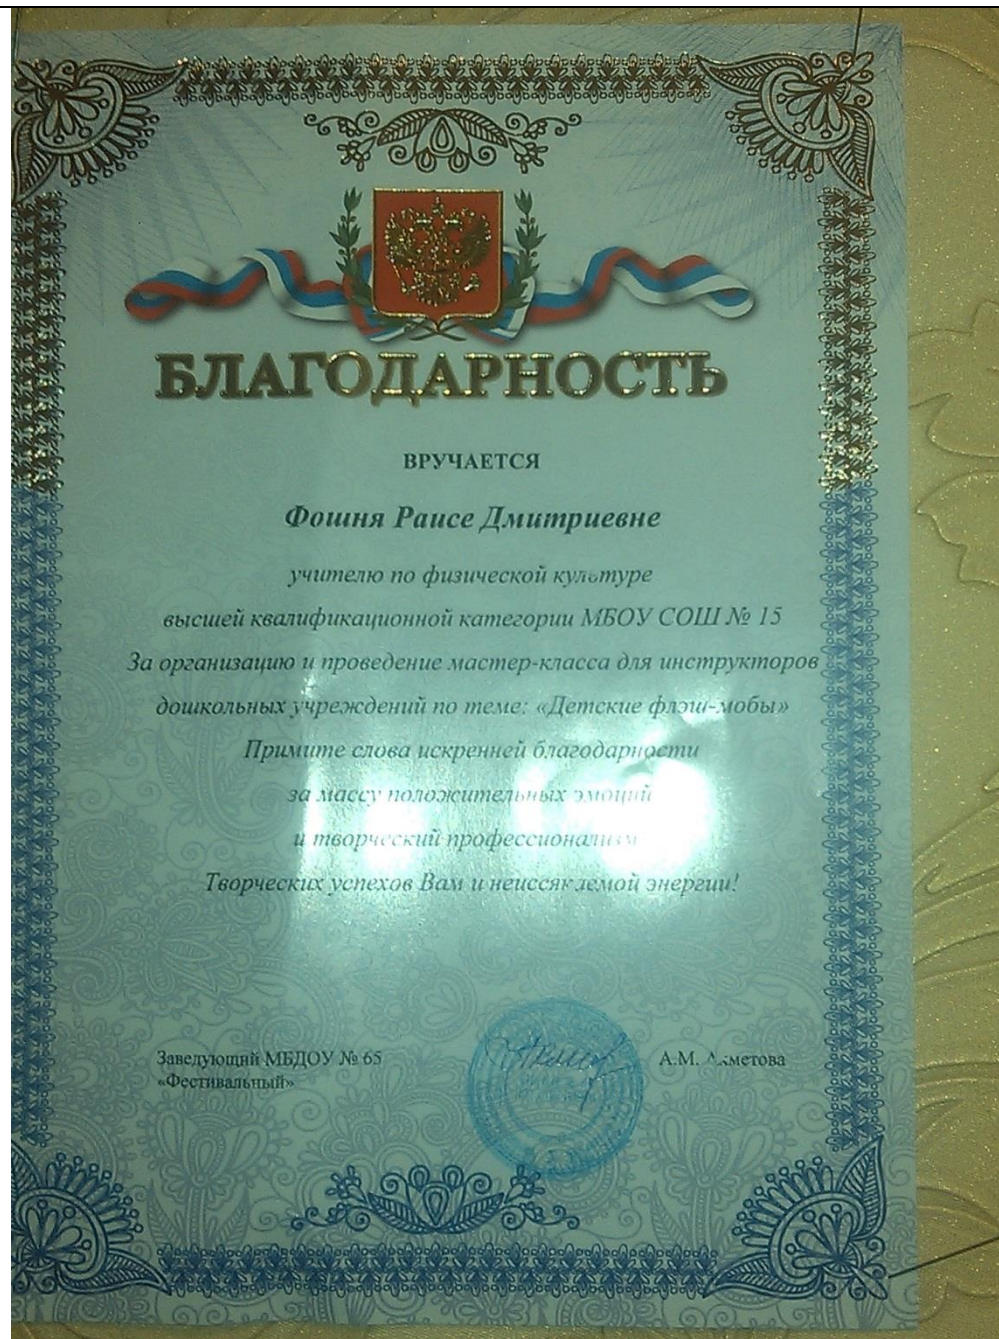 БЛАГОДАРНОСТЬ
ВРУЧАЕТСЯ
Фошня Раисе Дмитриевне
учителю по физической культуре
высшей квалификационной категории МБОУ СОШ № 15
За организацию и проведение мастер-класса для инструкторов
дошкольных учреждений по теме: «Детские флэш-мобы»
Примите слова искренней благодарности
за массу положительных эмоций
и творческий профессионализм
Творческих успехов Вам и неиссякаемой энергии!
Заведующий МБДОУ № 65
«Фестивальный»
А.М. Ахметова